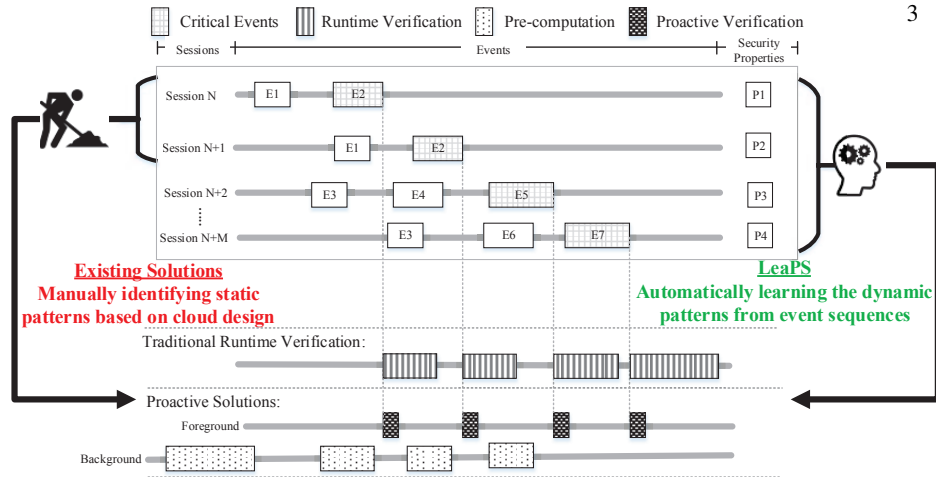 3
Critical Events Runtime Verification Pre-computation Proactive Verification
Sessions Events Security Properties
Session N E1 E2 P1
Session N+1 E1 E2 P2
Session N+2 E3 E4 E5 P3
Session N+M E3 E6 E7 P4
Existing Solutions
Manually identifying static
patterns based on cloud design
LeaPS
Automatically learning the dynamic
patterns from event sequences
Traditional Runtime Verification:
Proactive Solutions:
Foreground
Background